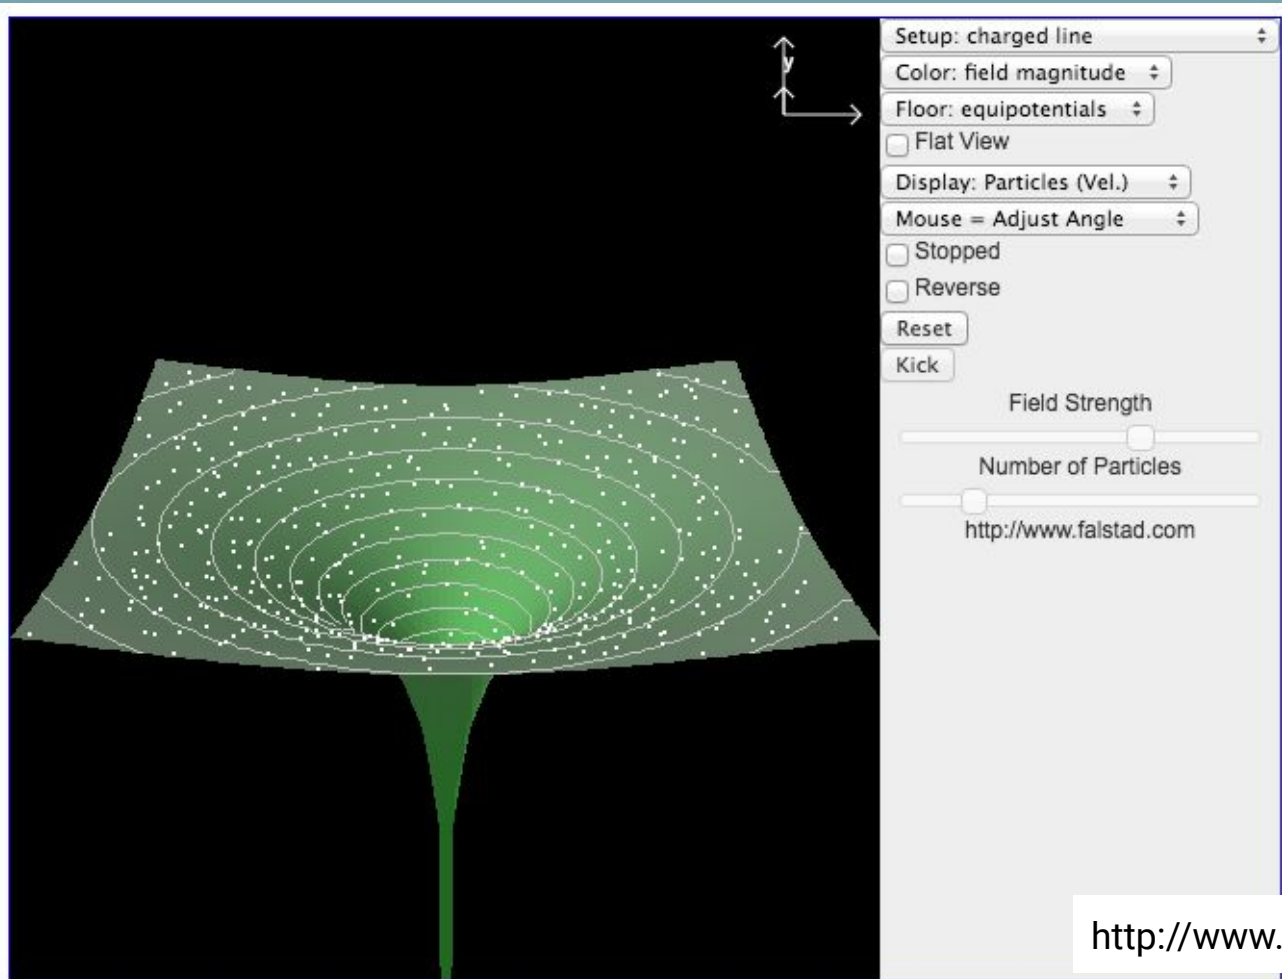 y
Setup: charged line
Color: field magnitude
Floor: equipotentials
Flat View
Display: Particles (Vel.)
Mouse = Adjust Angle
Stopped
Reverse
Reset
Kick
Field Strength
Number of Particles
http://www.falstad.com
http://www.